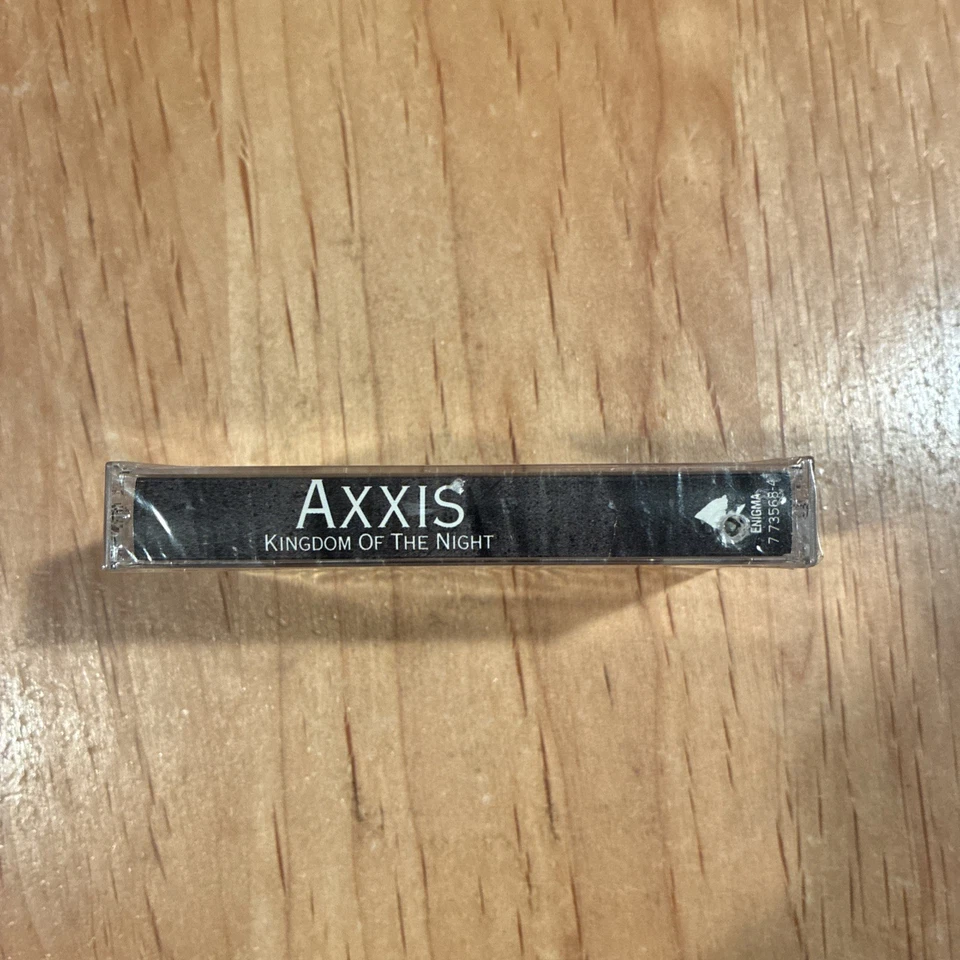 AXXIS
KINGDOM OF THE NIGHT
ENIGMA
7 73568-4